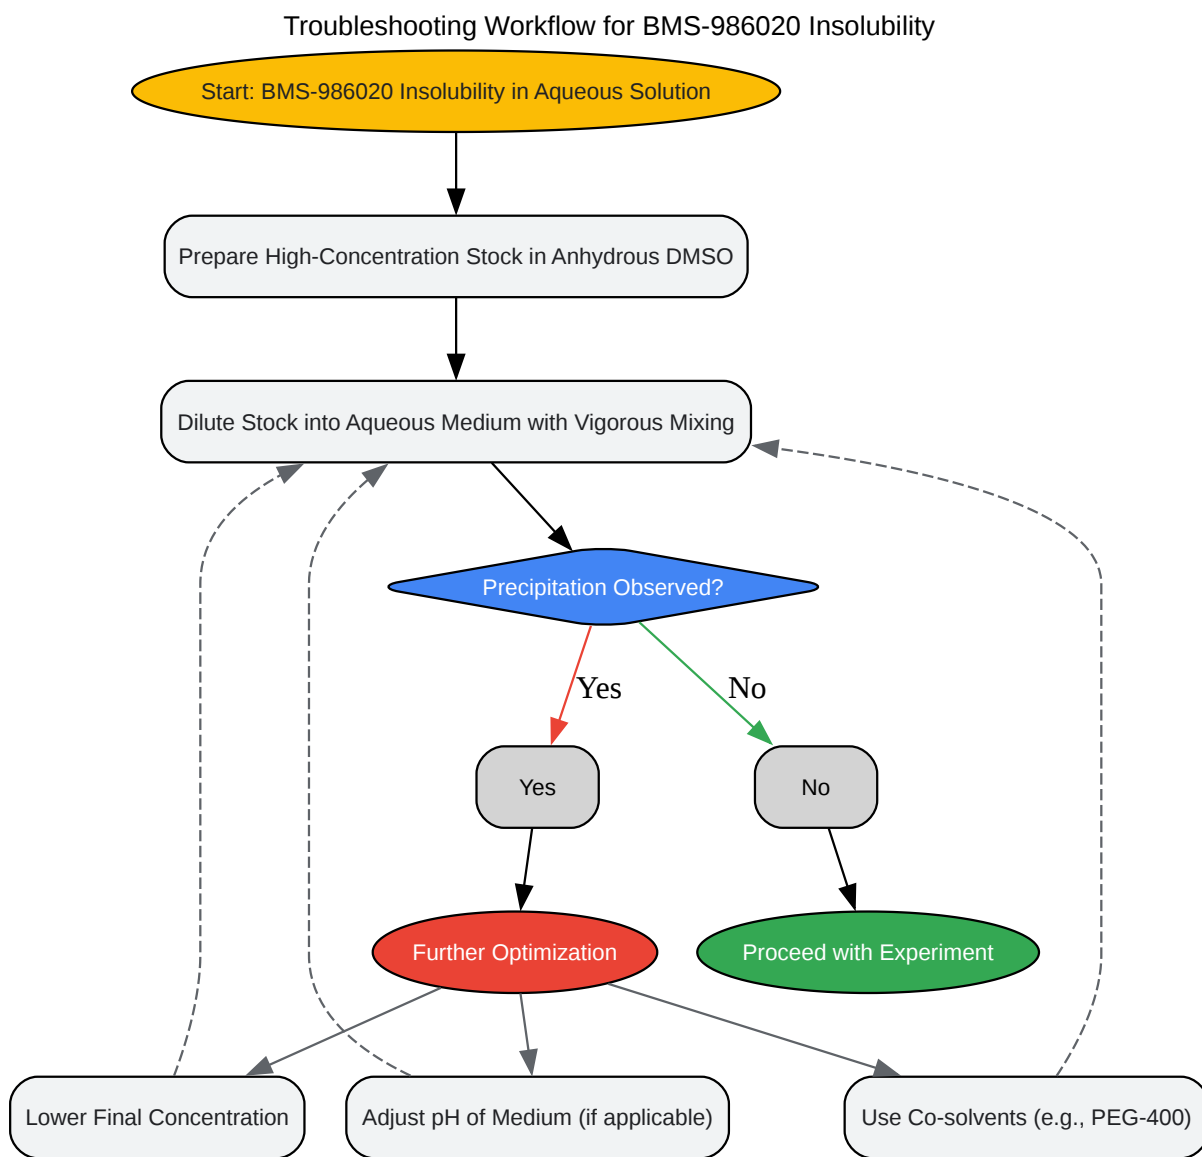 Troubleshooting Workflow for BMS-986020 Insolubility
Start: BMS-986020 Insolubility in Aqueous Solution
Prepare High-Concentration Stock in Anhydrous DMSO
Dilute Stock into Aqueous Medium with Vigorous Mixing
Precipitation Observed?
Yes
No
Yes
No
Further Optimization
Proceed with Experiment
Lower Final Concentration
Adjust pH of Medium (if applicable)
Use Co-solvents (e.g., PEG-400)